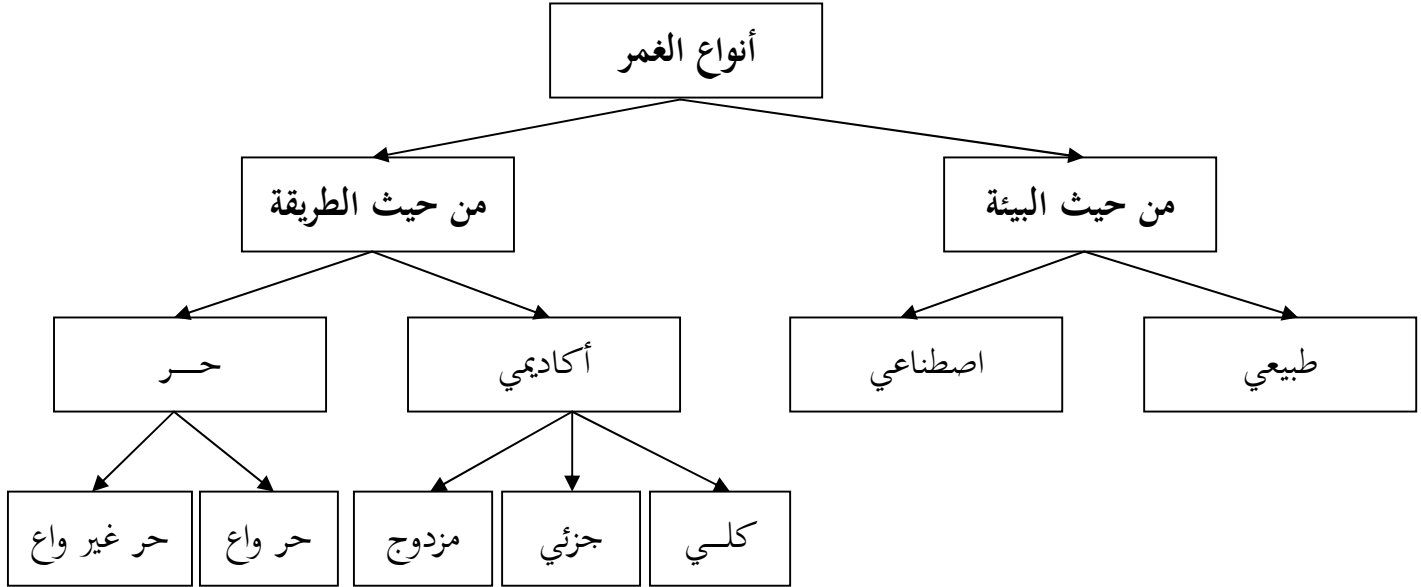 أنواع الغمر
من حيث البيئة
من حيث الطريقة
طبيعي
اصطناعي
أكاديمي
حـــر
كلـــي
جزئي
مزدوج
حر واع
حر غير واع